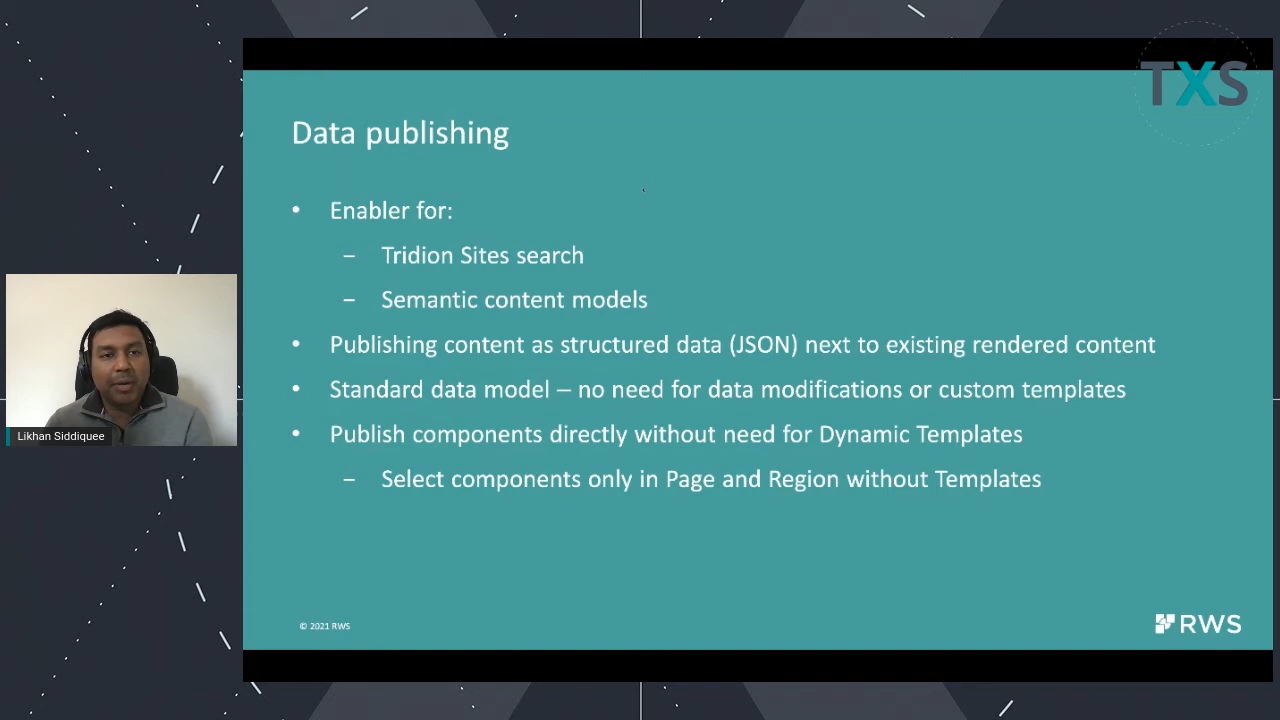 TXS
Data publishing
• Enabler for:
– Tridion Sites search
– Semantic content models
• Publishing content as structured data (JSON) next to existing rendered content
• Standard data model – no need for data modifications or custom templates
• Publish components directly without need for Dynamic Templates
– Select components only in Page and Region without Templates
Likhan Siddiquee
© 2021 RWS
RWS